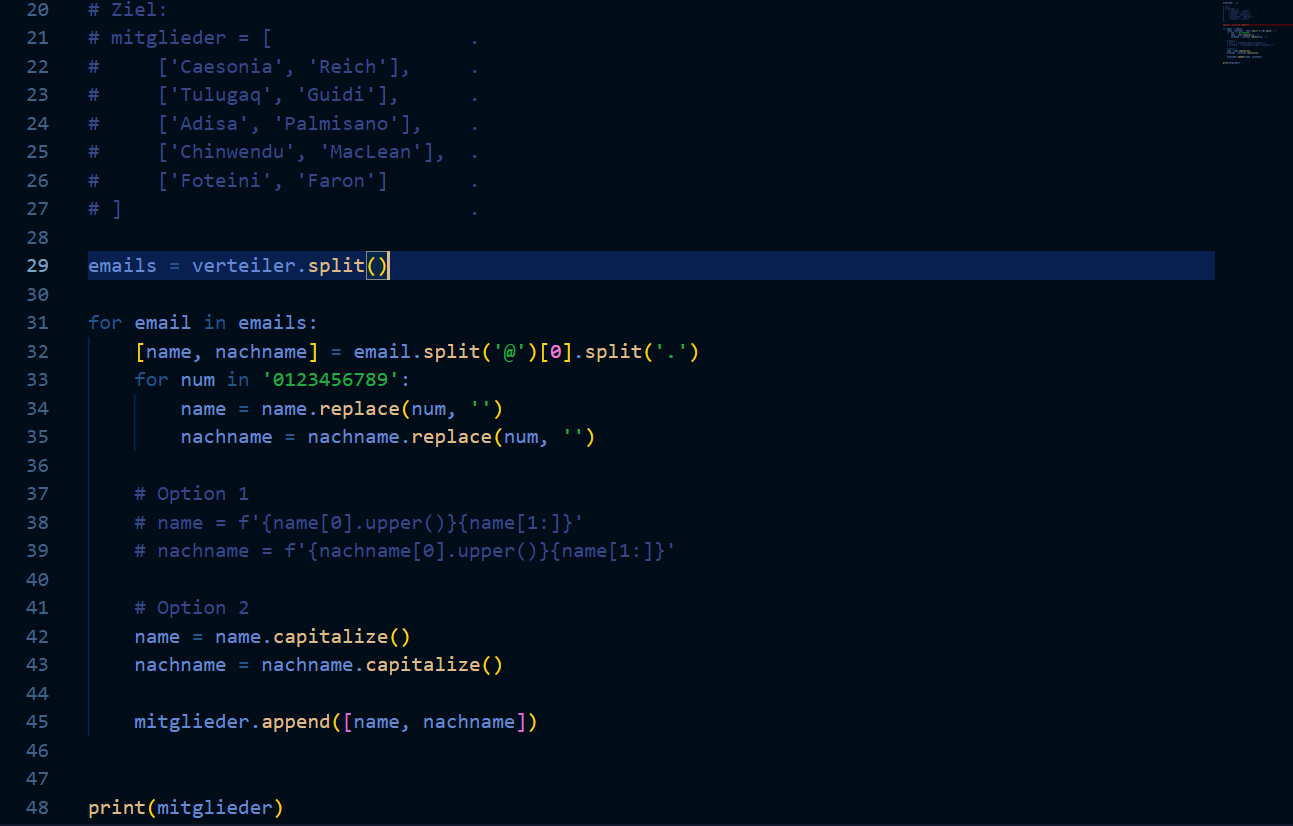 20 # Ziel:
21 # mitglieder = [ .
22 # ['Caesonia', 'Reich'], .
23 # ['Tulugaq', 'Guidi'], .
24 # ['Adisa', 'Palmisano'], .
25 # ['Chinwendu', 'MacLean'], .
26 # ['Foteini', 'Faron'] .
27 # ] .
28
29 emails = verteiler.split()
30
31 for email in emails:
32 [name, nachname] = email.split('@')[0].split('.')
33 for num in '0123456789':
34 name = name.replace(num, '')
35 nachname = nachname.replace(num, '')
36
37 # Option 1
38 # name = f'{name[0].upper()}{name[1:]}'
39 # nachname = f'{nachname[0].upper()}{name[1:]}'
40
41 # Option 2
42 name = name.capitalize()
43 nachname = nachname.capitalize()
44
45 mitglieder.append([name, nachname])
46
47
48 print(mitglieder)